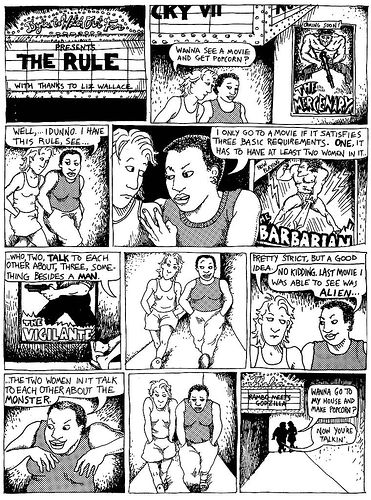 Dykes to Watch Out For
PRESENTS
THE RULE
WITH THANKS TO LIZ WALLACE
CKY VII
WANNA SEE A MOVIE
AND GET POPCORN?
COMING SOON!
THE
MERCENARY
WELL,.. I DUNNO. I HAVE
THIS RULE, SEE...
I ONLY GO TO A MOVIE IF IT SATISFIES
THREE BASIC REQUIREMENTS. ONE, IT
HAS TO HAVE AT LEAST TWO WOMEN IN IT..
THE
BARBARIAN
...WHO, TWO, TALK TO EACH
OTHER ABOUT, THREE, SOME-
THING BESIDES A MAN.
THE
VIGILANTE
PRETTY STRICT, BUT A GOOD
IDEA.
NO KIDDING. LAST MOVIE I
WAS ABLE TO SEE WAS
ALIEN...
...THE TWO WOMEN IN IT TALK
TO EACH OTHER ABOUT THE
MONSTER.
RAMBO MEETS
GODZILLA
WANNA GO TO
MY HOUSE AND
MAKE POPCORN?
NOW YOU'RE
TALKIN'.